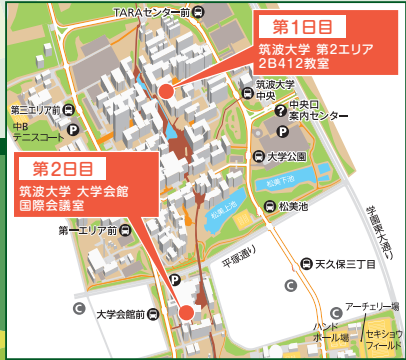 TARAセンター前
第1日目
筑波大学 第2エリア
2B412教室
第三エリア前
中B
テニスコート
P
筑波大学
中央
?
中央口
案内センター
P
第2日目
筑波大学 大学会館
国際会議室
大学公園
松美下池
松美上池
松美池
学園東大通り
第一エリア前
平塚通り
P
天久保三丁目
C
大学会館前
C
アーチェリー場
ハンド
ボール場
セキショウ
フィールド